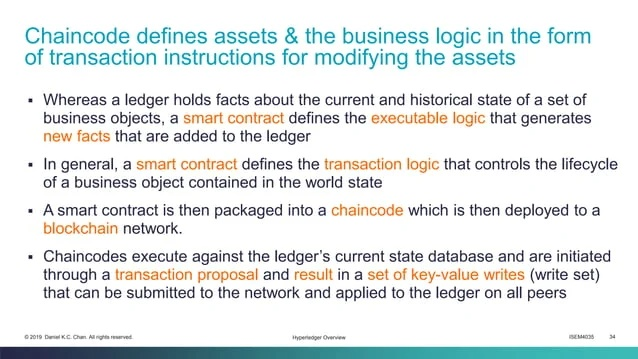 Chaincode defines assets & the business logic in the form
of transaction instructions for modifying the assets
▪ Whereas a ledger holds facts about the current and historical state of a set of
business objects, a smart contract defines the executable logic that generates
new facts that are added to the ledger
▪ In general, a smart contract defines the transaction logic that controls the lifecycle
of a business object contained in the world state
▪ A smart contract is then packaged into a chaincode which is then deployed to a
blockchain network.
▪ Chaincodes execute against the ledger's current state database and are initiated
through a transaction proposal and result in a set of key-value writes (write set)
that can be submitted to the network and applied to the ledger on all peers
© 2019 Daniel K.C. Chan. All rights reserved. Hyperledger Overview ISEM4035 34